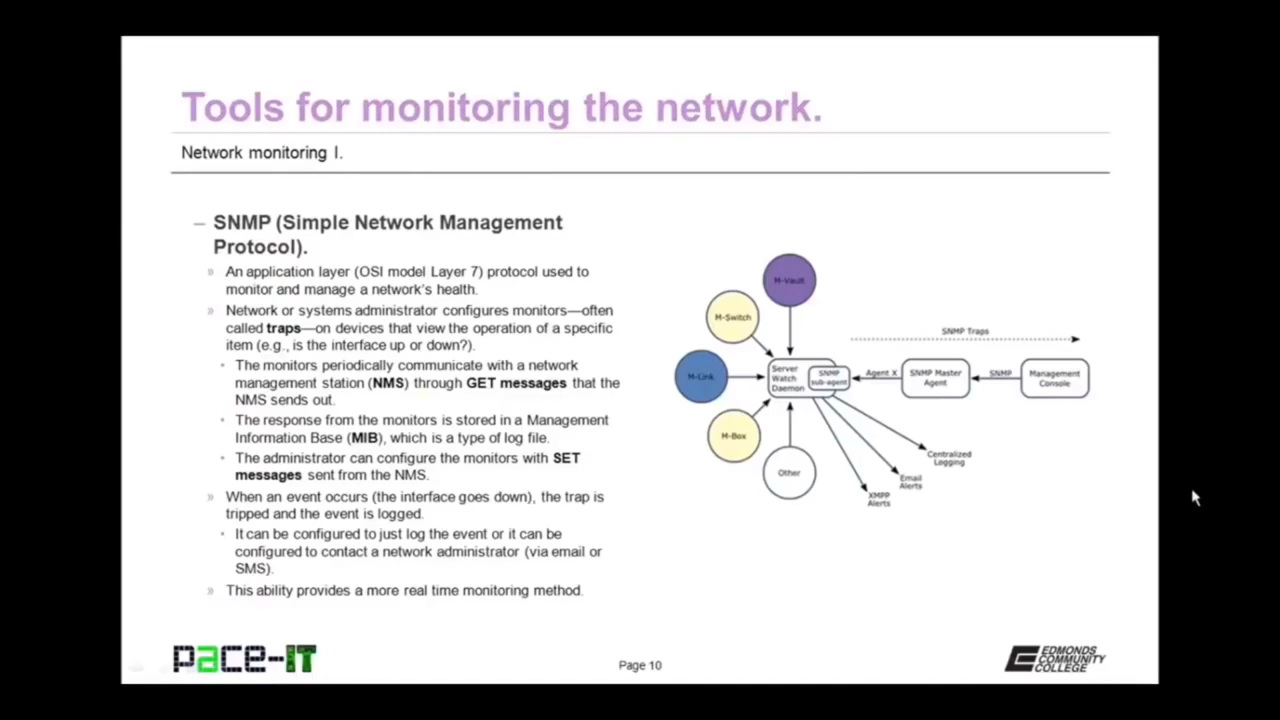 Tools for monitoring the network.
Network monitoring I.
– SNMP (Simple Network Management
Protocol).
» An application layer (OSI model Layer 7) protocol used to
monitor and manage a network's health.
» Network or systems administrator configures monitors—often
called traps—on devices that view the operation of a specific
item (e.g., is the interface up or down?).
• The monitors periodically communicate with a network
management station (NMS) through GET messages that the
NMS sends out.
• The response from the monitors is stored in a Management
Information Base (MIB), which is a type of log file.
• The administrator can configure the monitors with SET
messages sent from the NMS.
» When an event occurs (the interface goes down), the trap is
tripped and the event is logged.
• It can be configured to just log the event or it can be
configured to contact a network administrator (via email or
SMS).
» This ability provides a more real time monitoring method.
M-Vault
M-Switch
M-Link
M-Box
Other
Server
Watch
Daemon
SNMP
sub-agent
Agent X
SNMP Master
Agent
SNMP
Management
Console
SNMP Traps
Centralized
Logging
Email
Alerts
XMPP
Alerts
pace-IT
Page 10
EDMONDS
COMMUNITY
COLLEGE